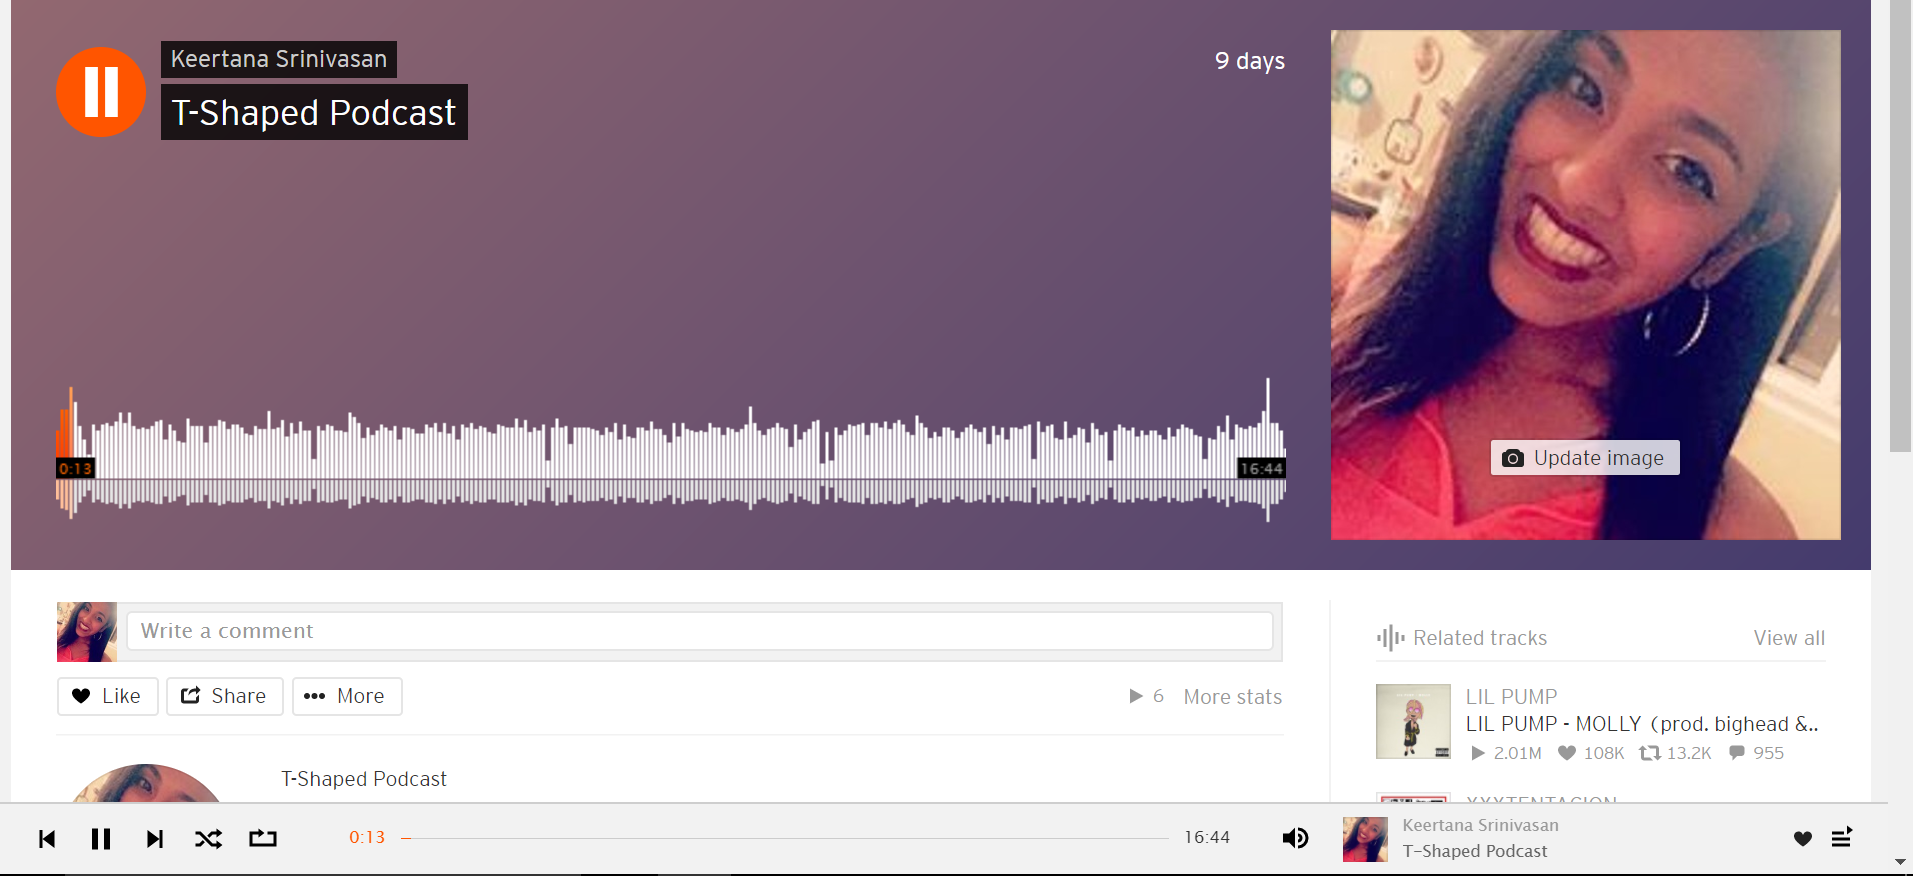 Keertana Srinivasan
T-Shaped Podcast
9 days
0:13
16:44
Update image
Write a comment
Like
Share
More
6
More stats
T-Shaped Podcast
Related tracks
View all
LIL PUMP
LIL PUMP - MOLLY (prod. bighead &..
2.01M
108K
13.2K
955
XXXTENTACION
0:13
16:44
Keertana Srinivasan
T-Shaped Podcast